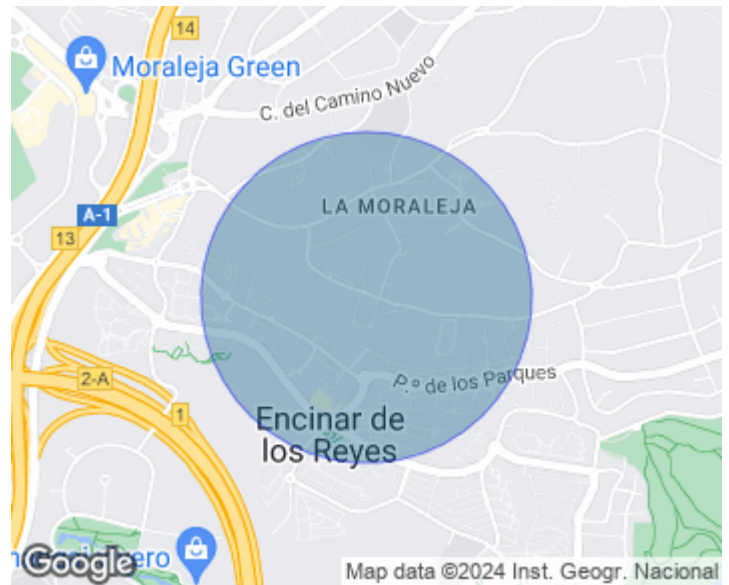 14
Moraleja Green
C. del Camino Nuevo
LA MORALEJA
A-1
13
P.º de los Parques
2-A
1
Encinar de
los Reyes
ero
Google
Map data ©2024 Inst. Geogr. Nacional